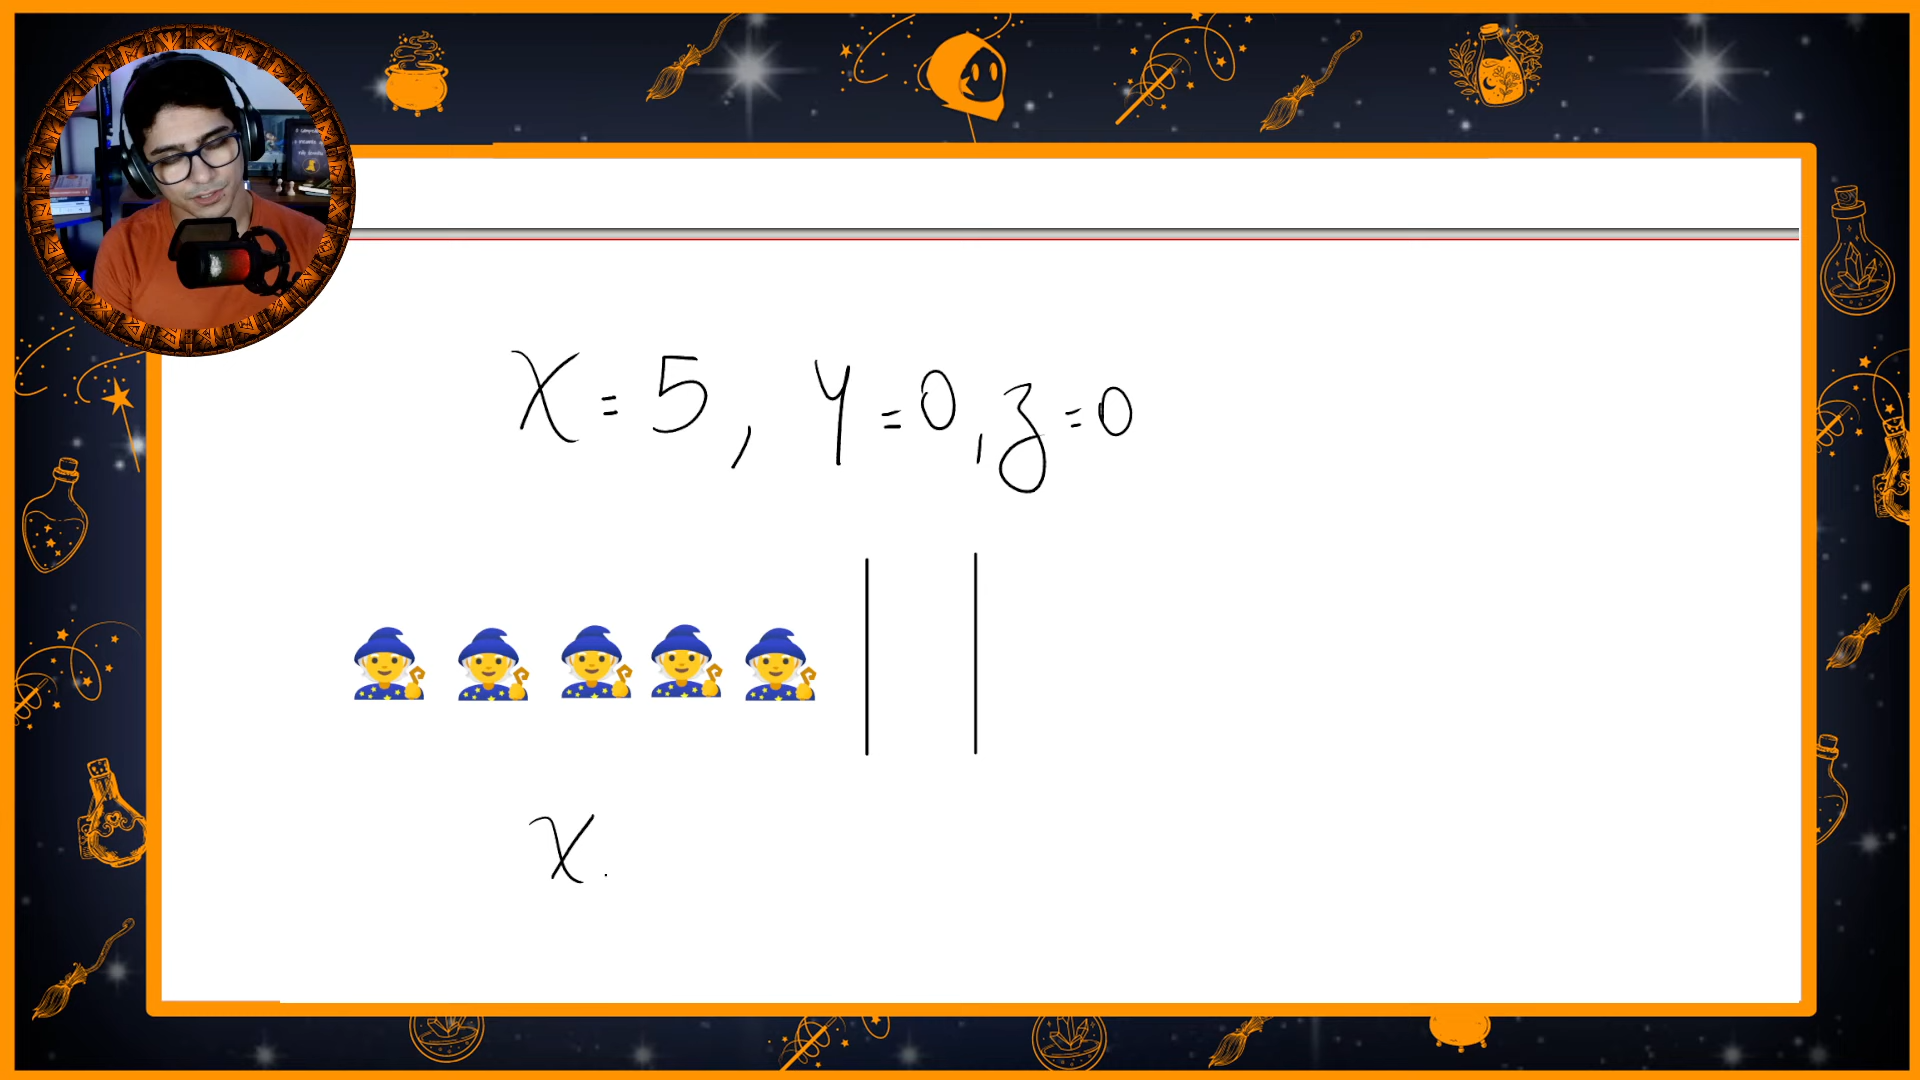 X = 5, Y = 0, z = 0
X